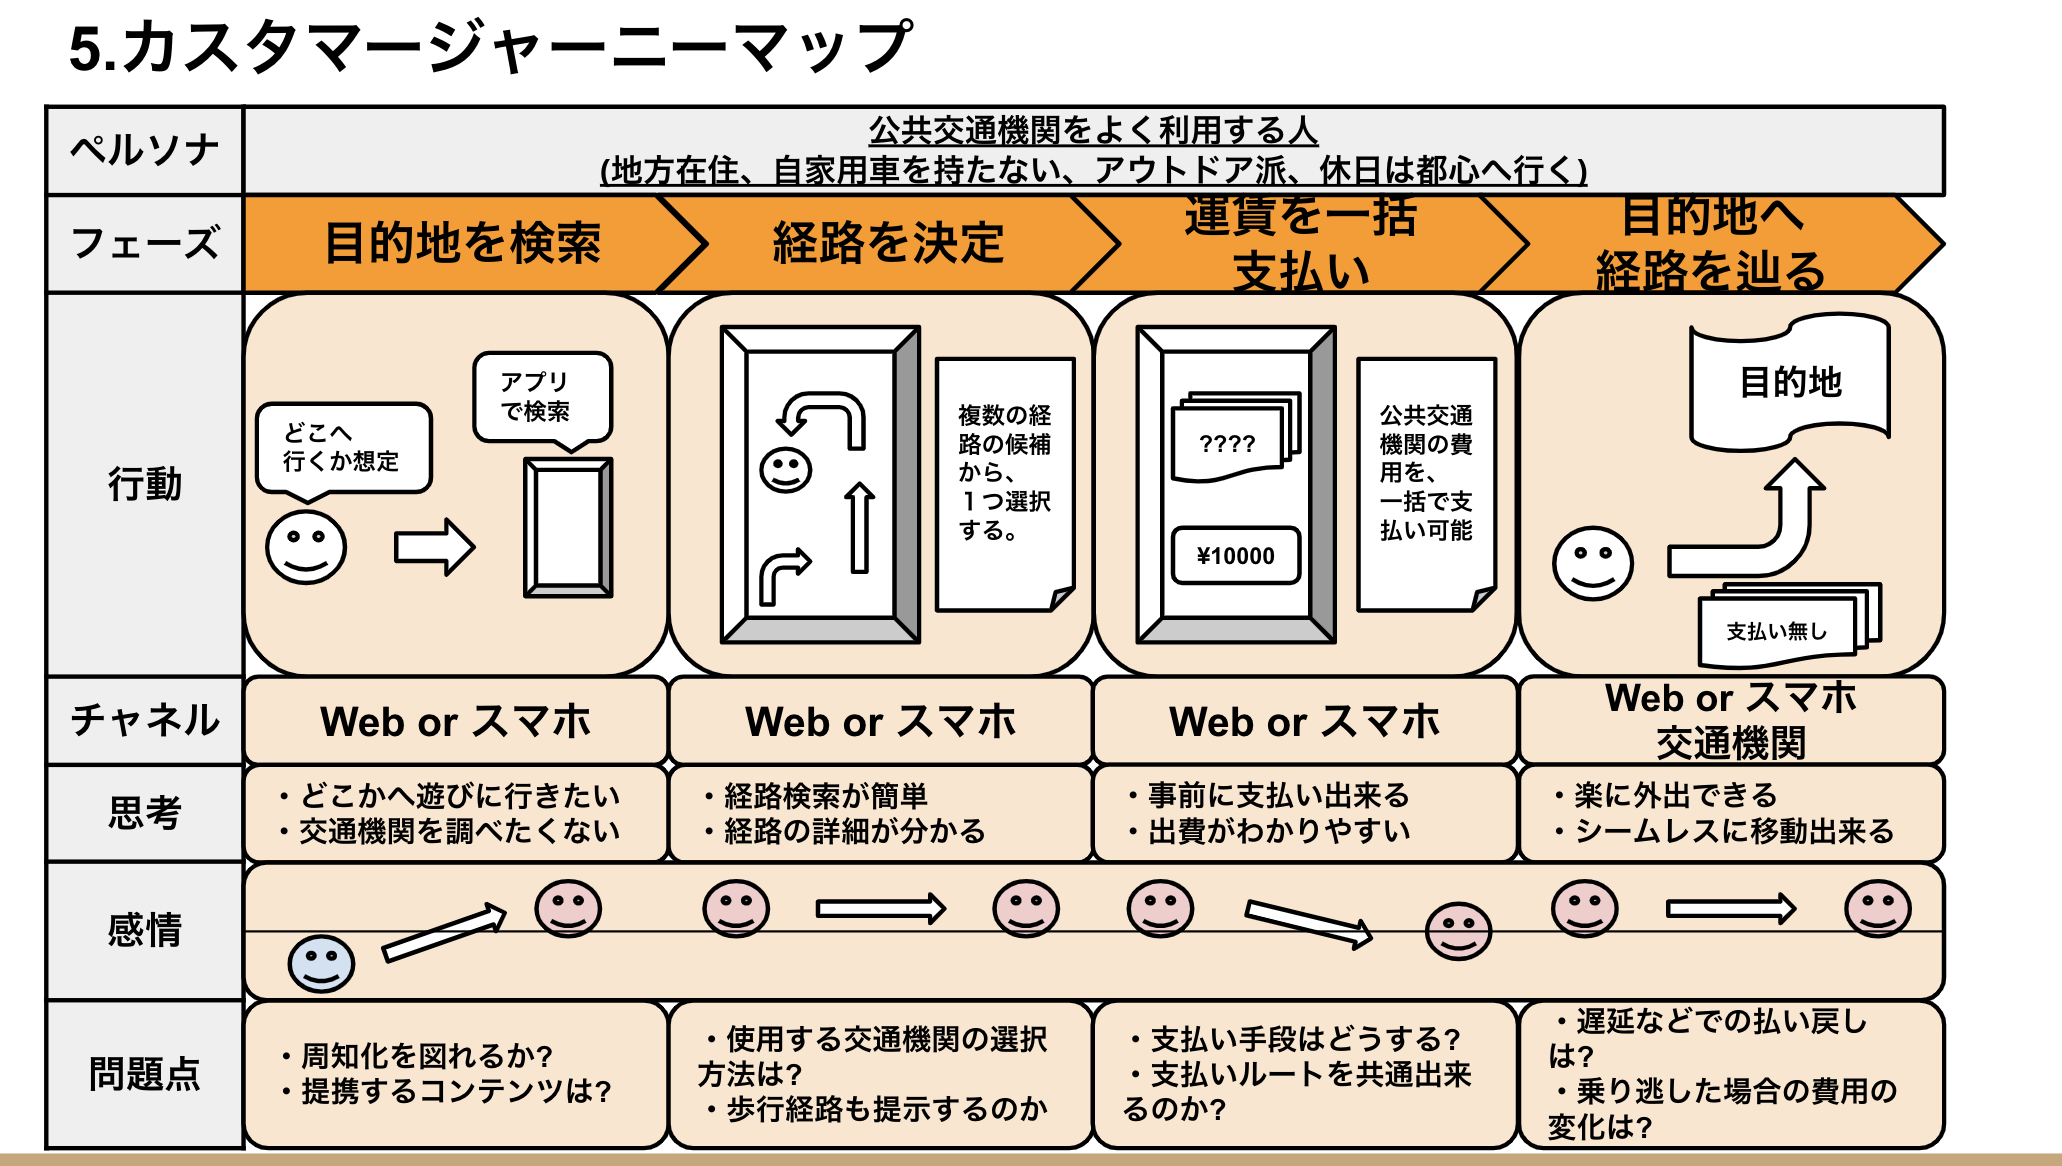 5.カスタマージャーニーマップ
ペルソナ
公共交通機関をよく利用する人
(地方在住、自家用車を持たない、アウトドア派、休日は都心へ行く)
フェーズ
目的地を検索
経路を決定
運賃を一括
支払い
目的地へ
経路を辿る
行動
どこへ
行くか想定
アプリ
で検索
複数の経
路の候補
から、
１つ選択
する。
????
¥10000
公共交通
機関の費
用を、
一括で支
払い可能
目的地
支払い無し
チャネル
Web or スマホ
Web or スマホ
Web or スマホ
Web or スマホ
交通機関
思考
・どこかへ遊びに行きたい
・交通機関を調べたくない
・経路検索が簡単
・経路の詳細が分かる
・事前に支払い出来る
・出費がわかりやすい
・楽に外出できる
・シームレスに移動出来る
感情
問題点
・周知化を図れるか?
・提携するコンテンツは?
・使用する交通機関の選択
方法は?
・歩行経路も提示するのか
・支払い手段はどうする?
・支払いルートを共通出来
るのか?
・遅延などでの払い戻し
は?
・乗り逃した場合の費用の
変化は?